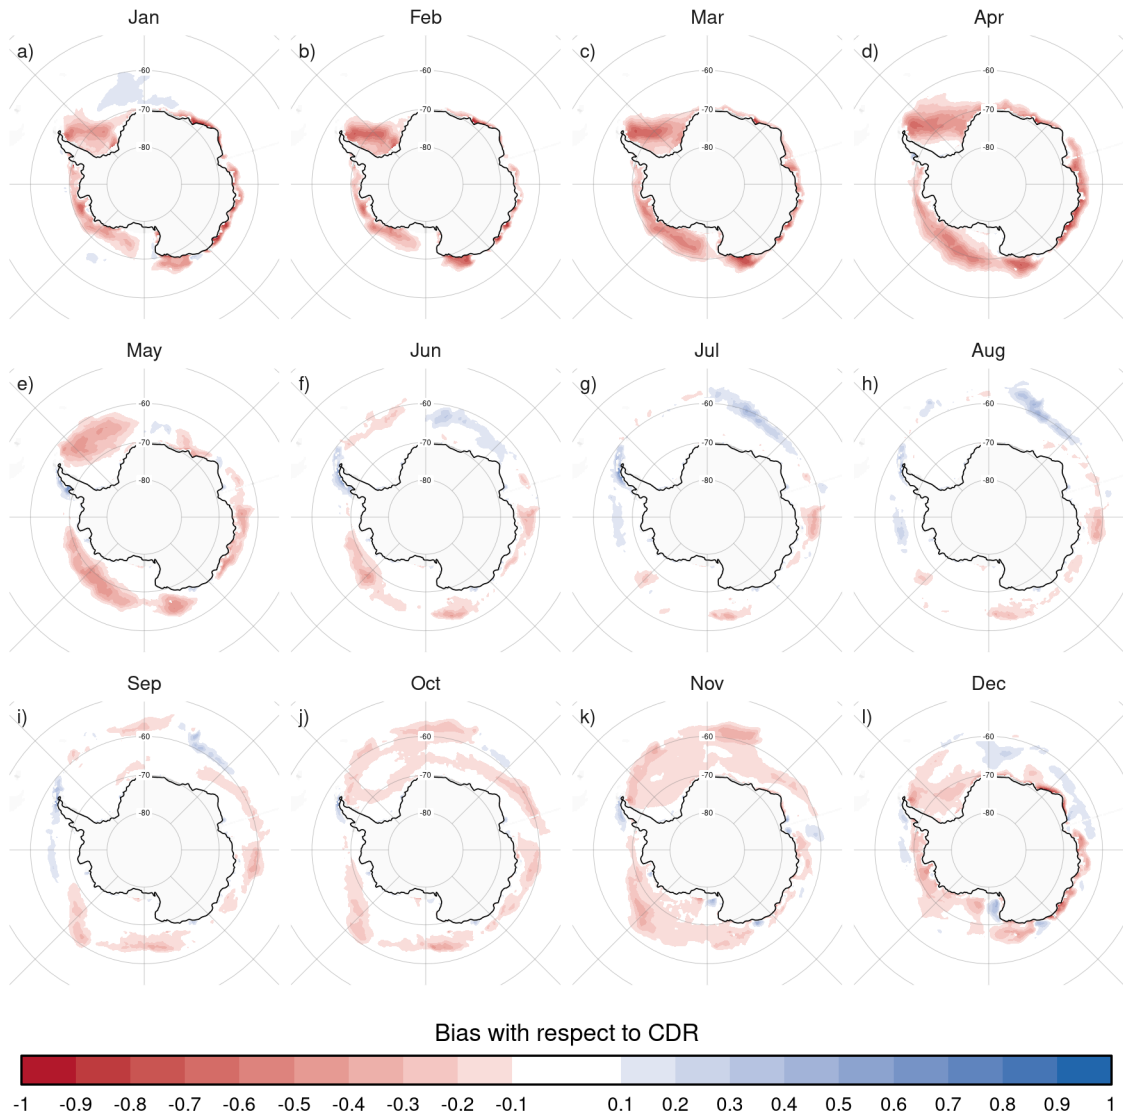 Jan Feb Mar Apr
a) b) c) d)
-60 -60 -60 -60
-70 -70 -70 -70
-80 -80 -80 -80
May Jun Jul Aug
e) f) g) h)
-60 -60 -60 -60
-70 -70 -70 -70
-80 -80 -80 -80
Sep Oct Nov Dec
i) j) k) l)
-60 -60 -60 -60
-70 -70 -70 -70
-80 -80 -80 -80
Bias with respect to CDR
-1 -0.9 -0.8 -0.7 -0.6 -0.5 -0.4 -0.3 -0.2 -0.1 0.1 0.2 0.3 0.4 0.5 0.6 0.7 0.8 0.9 1